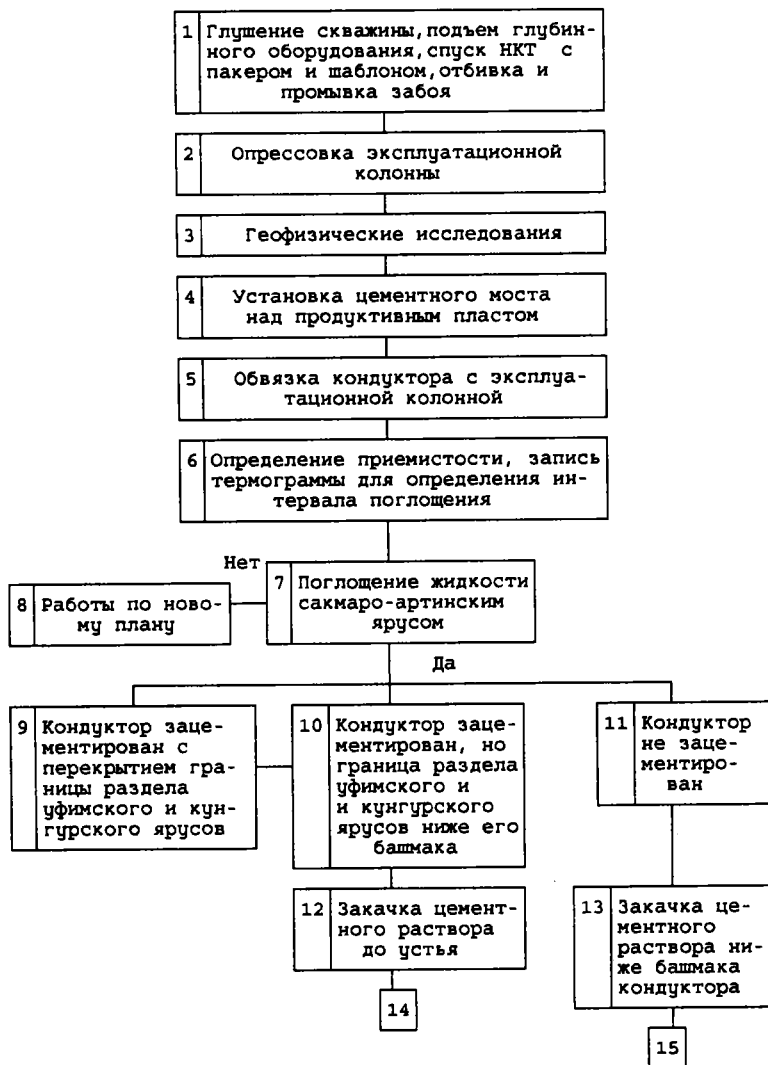 1
Глушение скважины,подъем глубин-
ного оборудования,спуск НКТ с
пакером и шаблоном,отбивка и
промывка забоя
2
Опрессовка эксплуатационной
колонны
3
Геофизические исследования
4
Установка цементного моста
над продуктивным пластом
5
Обвязка кондуктора с эксплуа-
тационной колонной
6
Определение приемистости, запись
термограммы для определения ин-
тервала поглощения
Нет
7
Поглощение жидкости
сакмаро-артинским
ярусом
8
Работы по ново-
му плану
Да
9
Кондуктор заце-
ментирован с
перекрытием гра-
ницы раздела
уфимского и кун-
гурского ярусов
10
Кондуктор заце-
ментирован, но
граница раздела
уфимского и
и кунгурского
ярусов ниже его
башмака
11
Кондуктор
не заце-
ментиро-
ван
12
Закачка цемент-
ного раствора
до устья
13
Закачка це-
ментного
раствора ни-
же башмака
кондуктора
14
15